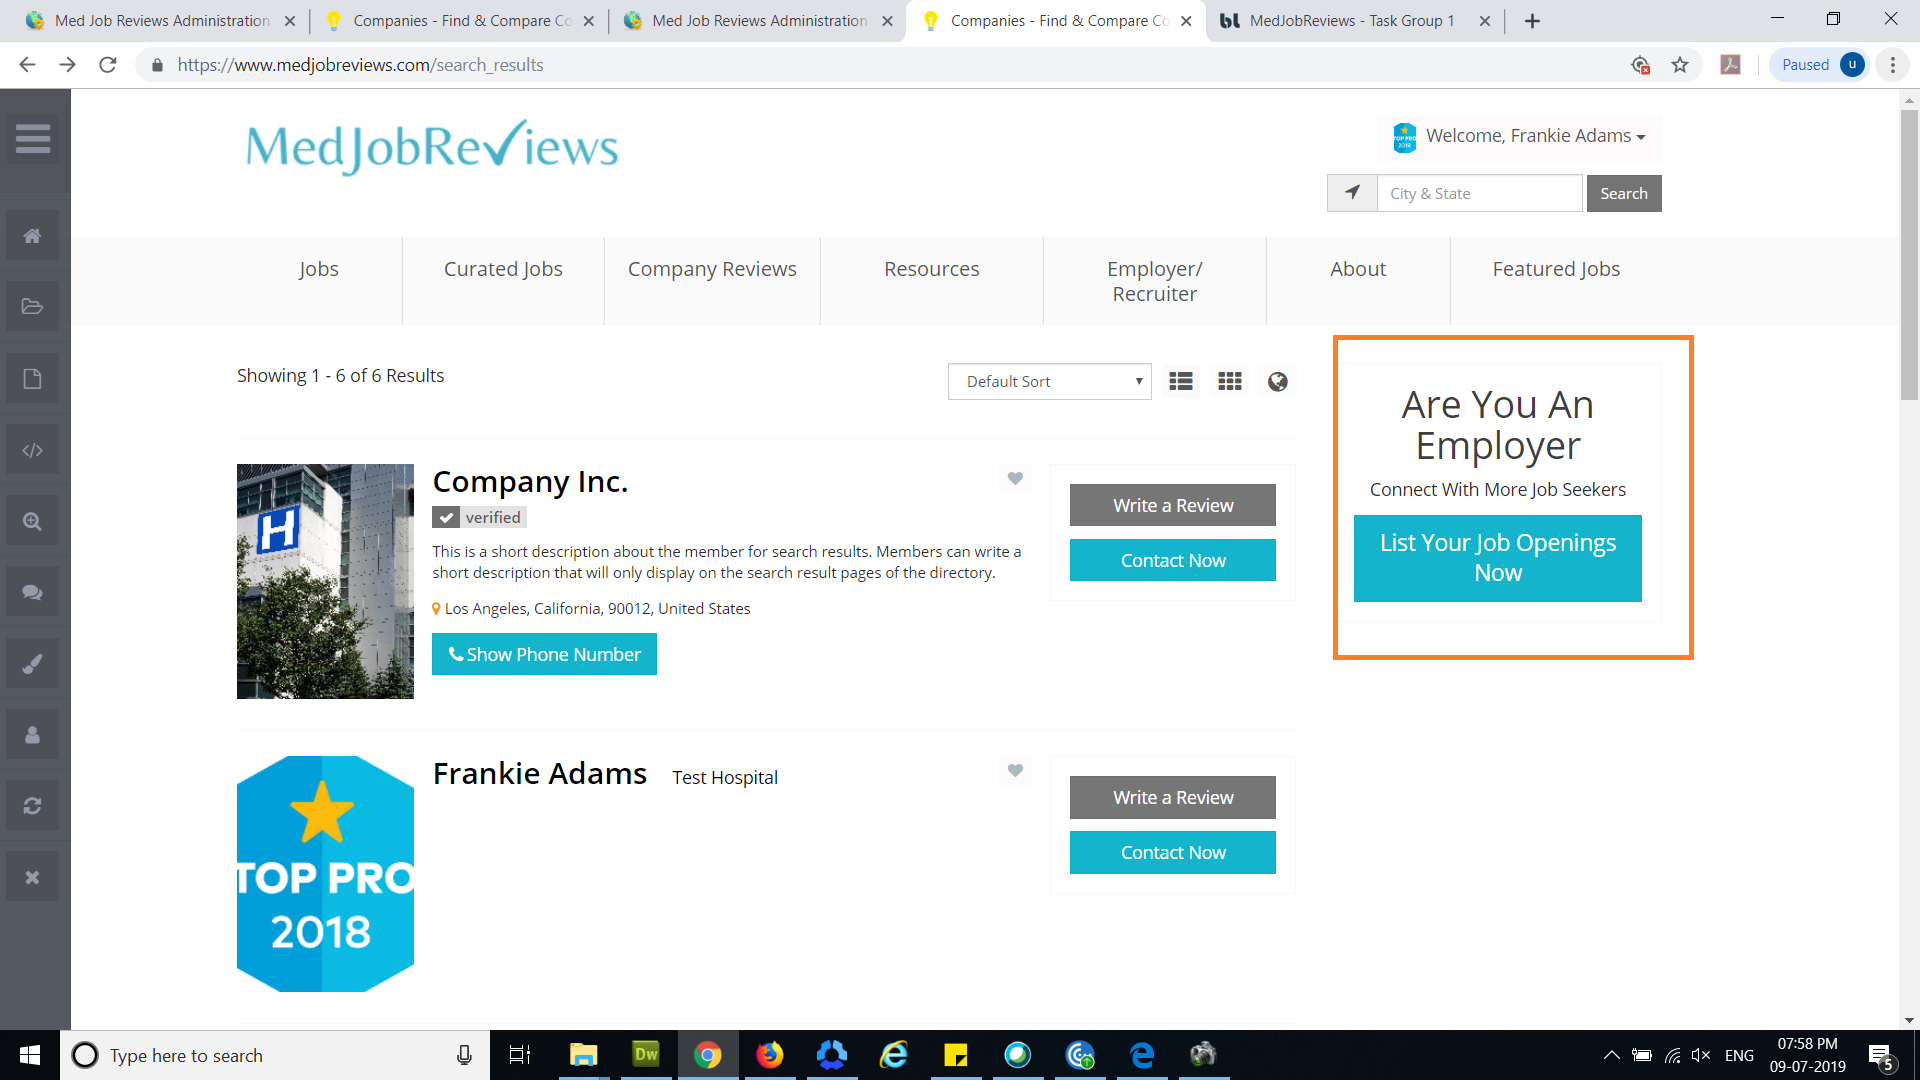 Med Job Reviews Administration
Companies - Find & Compare Co
Med Job Reviews Administration
Companies - Find & Compare Co
MedJobReviews - Task Group 1
https://www.medjobreviews.com/search_results
Paused
u
MedJobReviews
TOP PRO
2018
Welcome, Frankie Adams
City & State
Search
Jobs
Curated Jobs
Company Reviews
Resources
Employer/
Recruiter
About
Featured Jobs
Showing 1 - 6 of 6 Results
Default Sort
Are You An
Employer
Connect With More Job Seekers
List Your Job Openings
Now
H
Company Inc.
verified
This is a short description about the member for search results. Members can write a
short description that will only display on the search result pages of the directory.
Los Angeles, California, 90012, United States
Show Phone Number
Write a Review
Contact Now
TOP PRO
2018
Frankie Adams
Test Hospital
Write a Review
Contact Now
Type here to search
Dw
ENG
07:58 PM
09-07-2019
5